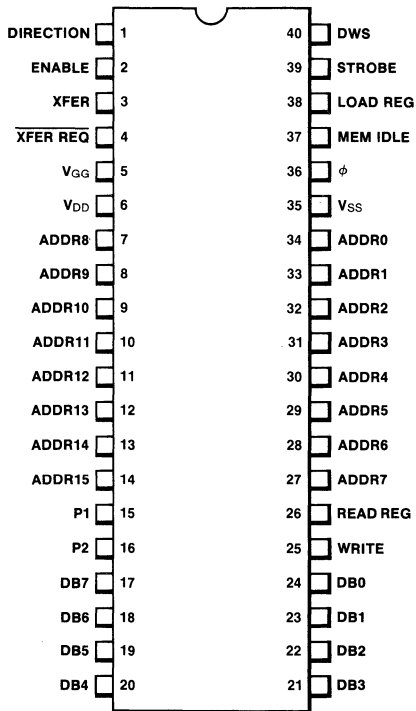 DIRECTION 1 40 DWS
ENABLE 2 39 STROBE
XFER 3 38 LOAD REG
XFER REQ 4 37 MEM IDLE
VGG 5 36 ϕ
VDD 6 35 VSS
ADDR8 7 34 ADDR0
ADDR9 8 33 ADDR1
ADDR10 9 32 ADDR2
ADDR11 10 31 ADDR3
ADDR12 11 30 ADDR4
ADDR13 12 29 ADDR5
ADDR14 13 28 ADDR6
ADDR15 14 27 ADDR7
P1 15 26 READ REG
P2 16 25 WRITE
DB7 17 24 DB0
DB6 18 23 DB1
DB5 19 22 DB2
DB4 20 21 DB3